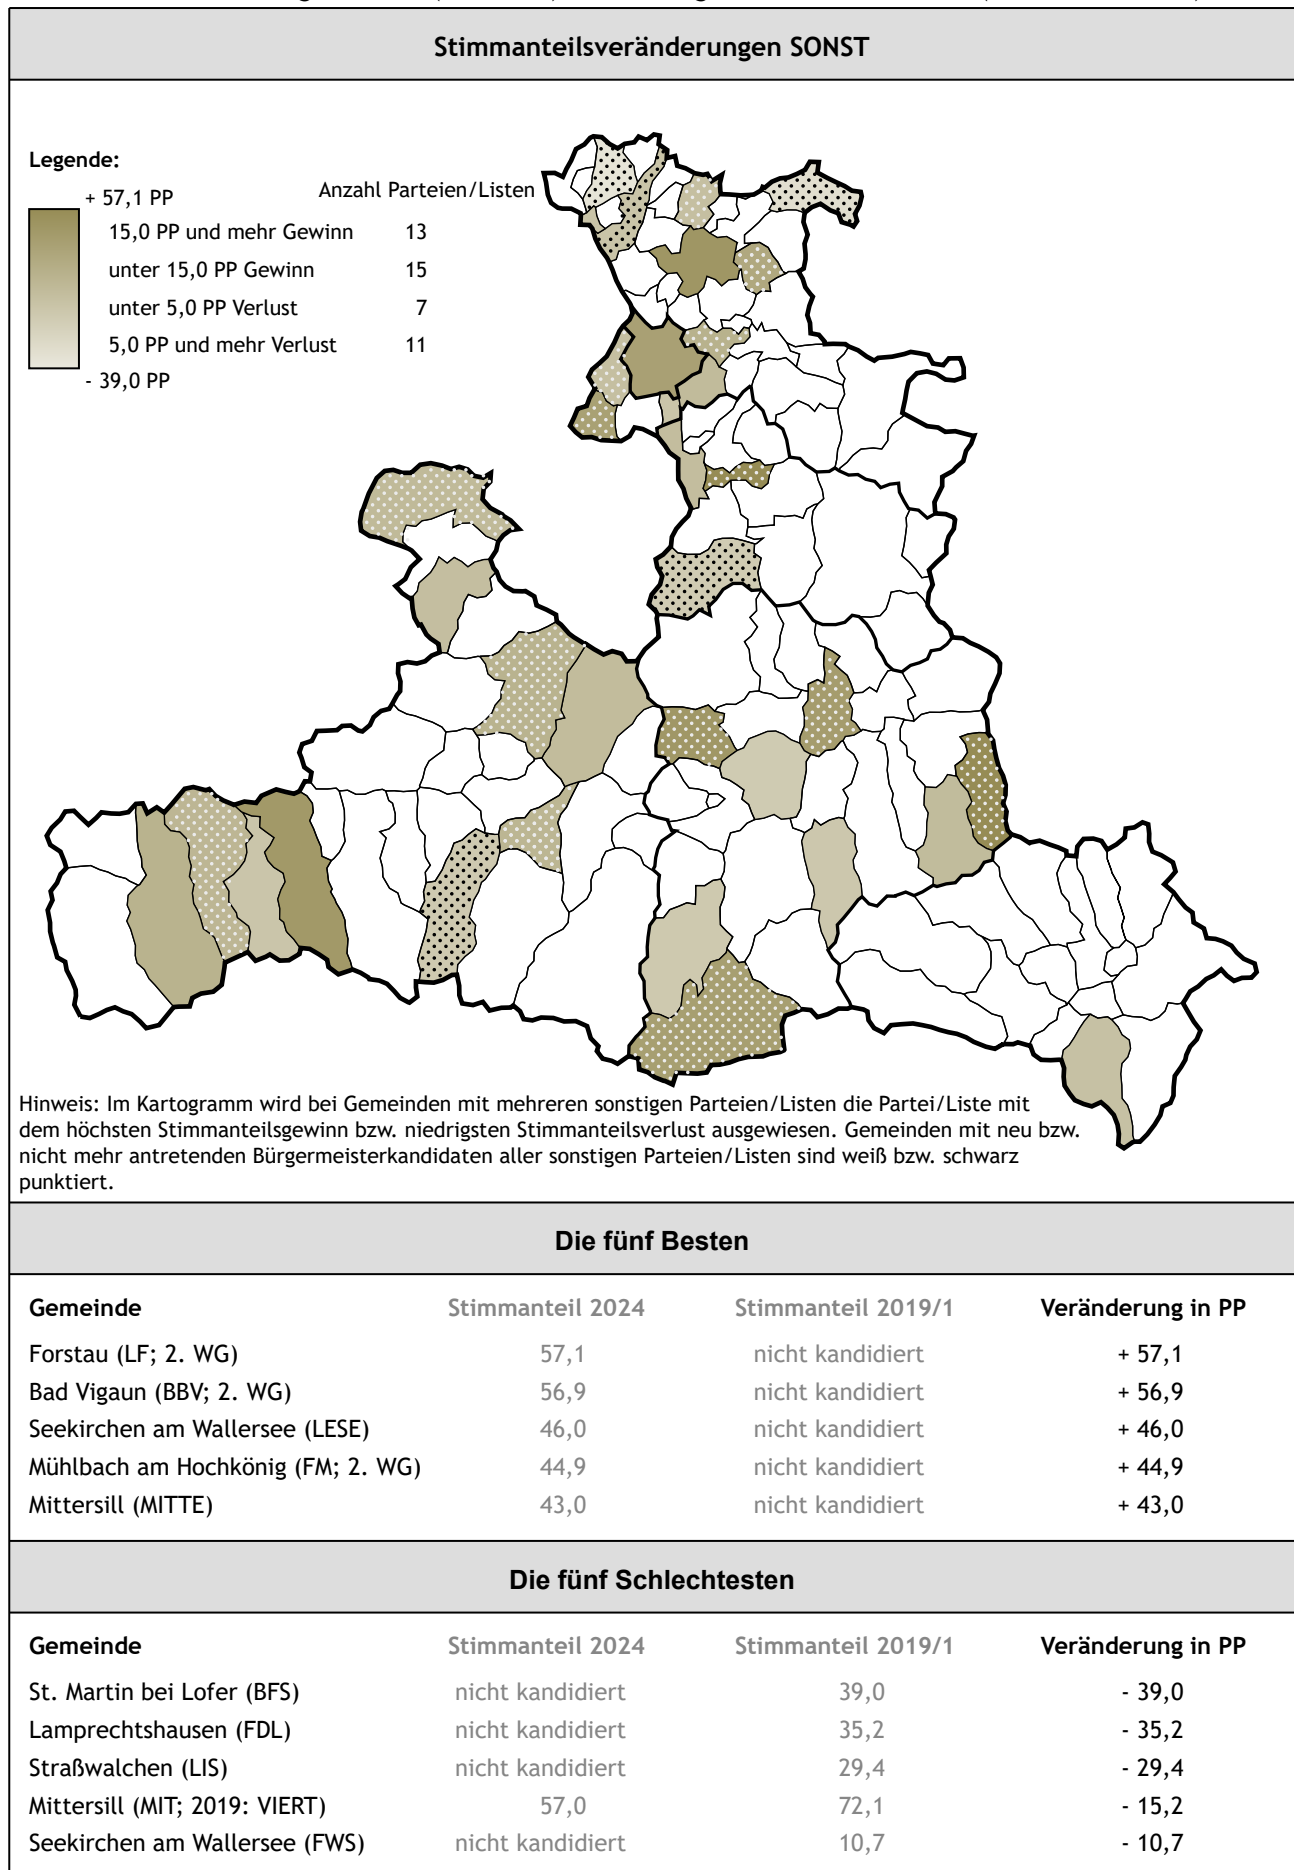 Stimmanteilsveränderungen SONST
Legende:
Anzahl Parteien/Listen
+ 57,1 PP
15,0 PP und mehr Gewinn 13
unter 15,0 PP Gewinn 15
unter 5,0 PP Verlust 7
5,0 PP und mehr Verlust 11
- 39,0 PP
Hinweis: Im Kartogramm wird bei Gemeinden mit mehreren sonstigen Parteien/Listen die Partei/Liste mit
dem höchsten Stimmanteilsgewinn bzw. niedrigsten Stimmanteilsverlust ausgewiesen. Gemeinden mit neu bzw.
nicht mehr antretenden Bürgermeisterkandidaten aller sonstigen Parteien/Listen sind weiß bzw. schwarz
punktiert.
Die fünf Besten
Gemeinde Stimmanteil 2024 Stimmanteil 2019/1 Veränderung in PP
Forstau (LF; 2. WG) 57,1 nicht kandidiert + 57,1
Bad Vigaun (BBV; 2. WG) 56,9 nicht kandidiert + 56,9
Seekirchen am Wallersee (LESE) 46,0 nicht kandidiert + 46,0
Mühlbach am Hochkönig (FM; 2. WG) 44,9 nicht kandidiert + 44,9
Mittersill (MITTE) 43,0 nicht kandidiert + 43,0
Die fünf Schlechtesten
Gemeinde Stimmanteil 2024 Stimmanteil 2019/1 Veränderung in PP
St. Martin bei Lofer (BFS) nicht kandidiert 39,0 - 39,0
Lamprechtshausen (FDL) nicht kandidiert 35,2 - 35,2
Straßwalchen (LIS) nicht kandidiert 29,4 - 29,4
Mittersill (MIT; 2019: VIERT) 57,0 72,1 - 15,2
Seekirchen am Wallersee (FWS) nicht kandidiert 10,7 - 10,7